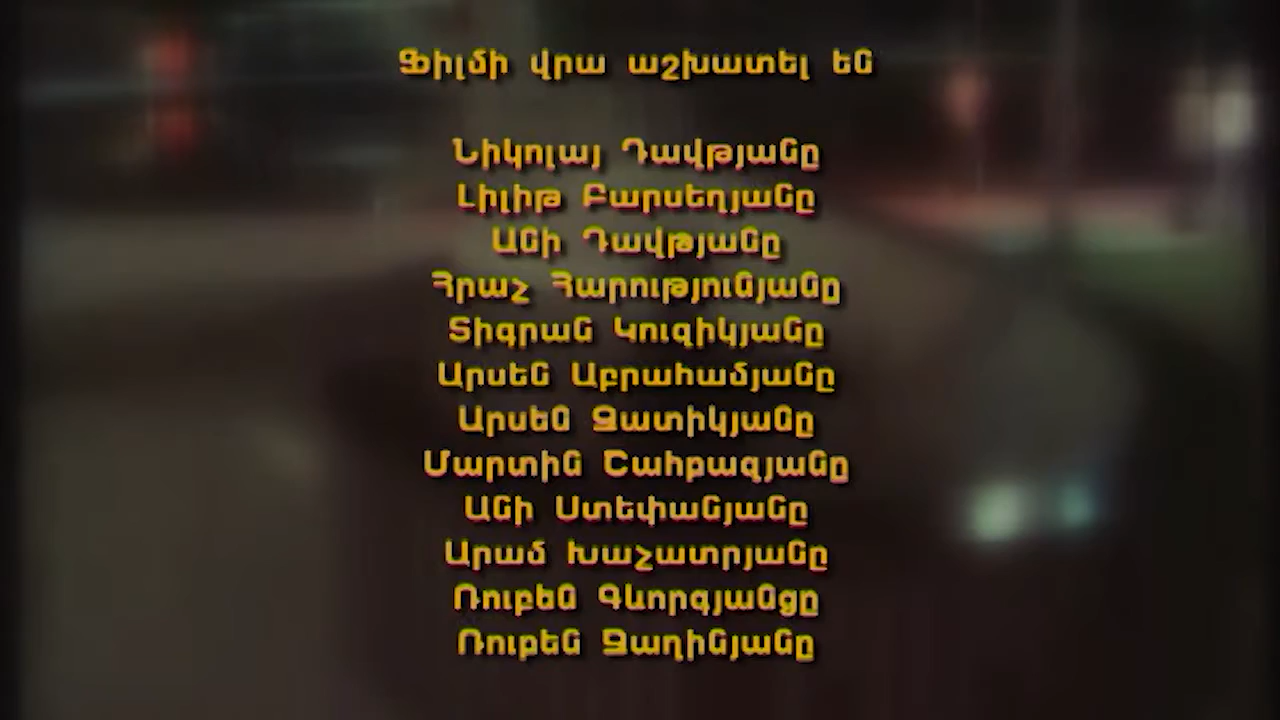 Ֆիլմի վրա աշխատել են
Նիկոլայ Դավթյանը
Լիլիթ Բարսեղյանը
Անի Դավթյանը
Հրաչ Հարությունյանը
Տիգրան Կուզիկյանը
Արսեն Աբրահամյանը
Արսեն Զատիկյանը
Մարտին Շահբազյանը
Անի Ստեփանյանը
Արամ Խաչատրյանը
Ռուբեն Գևորգյանցը
Ռուբեն Ջաղինյանը